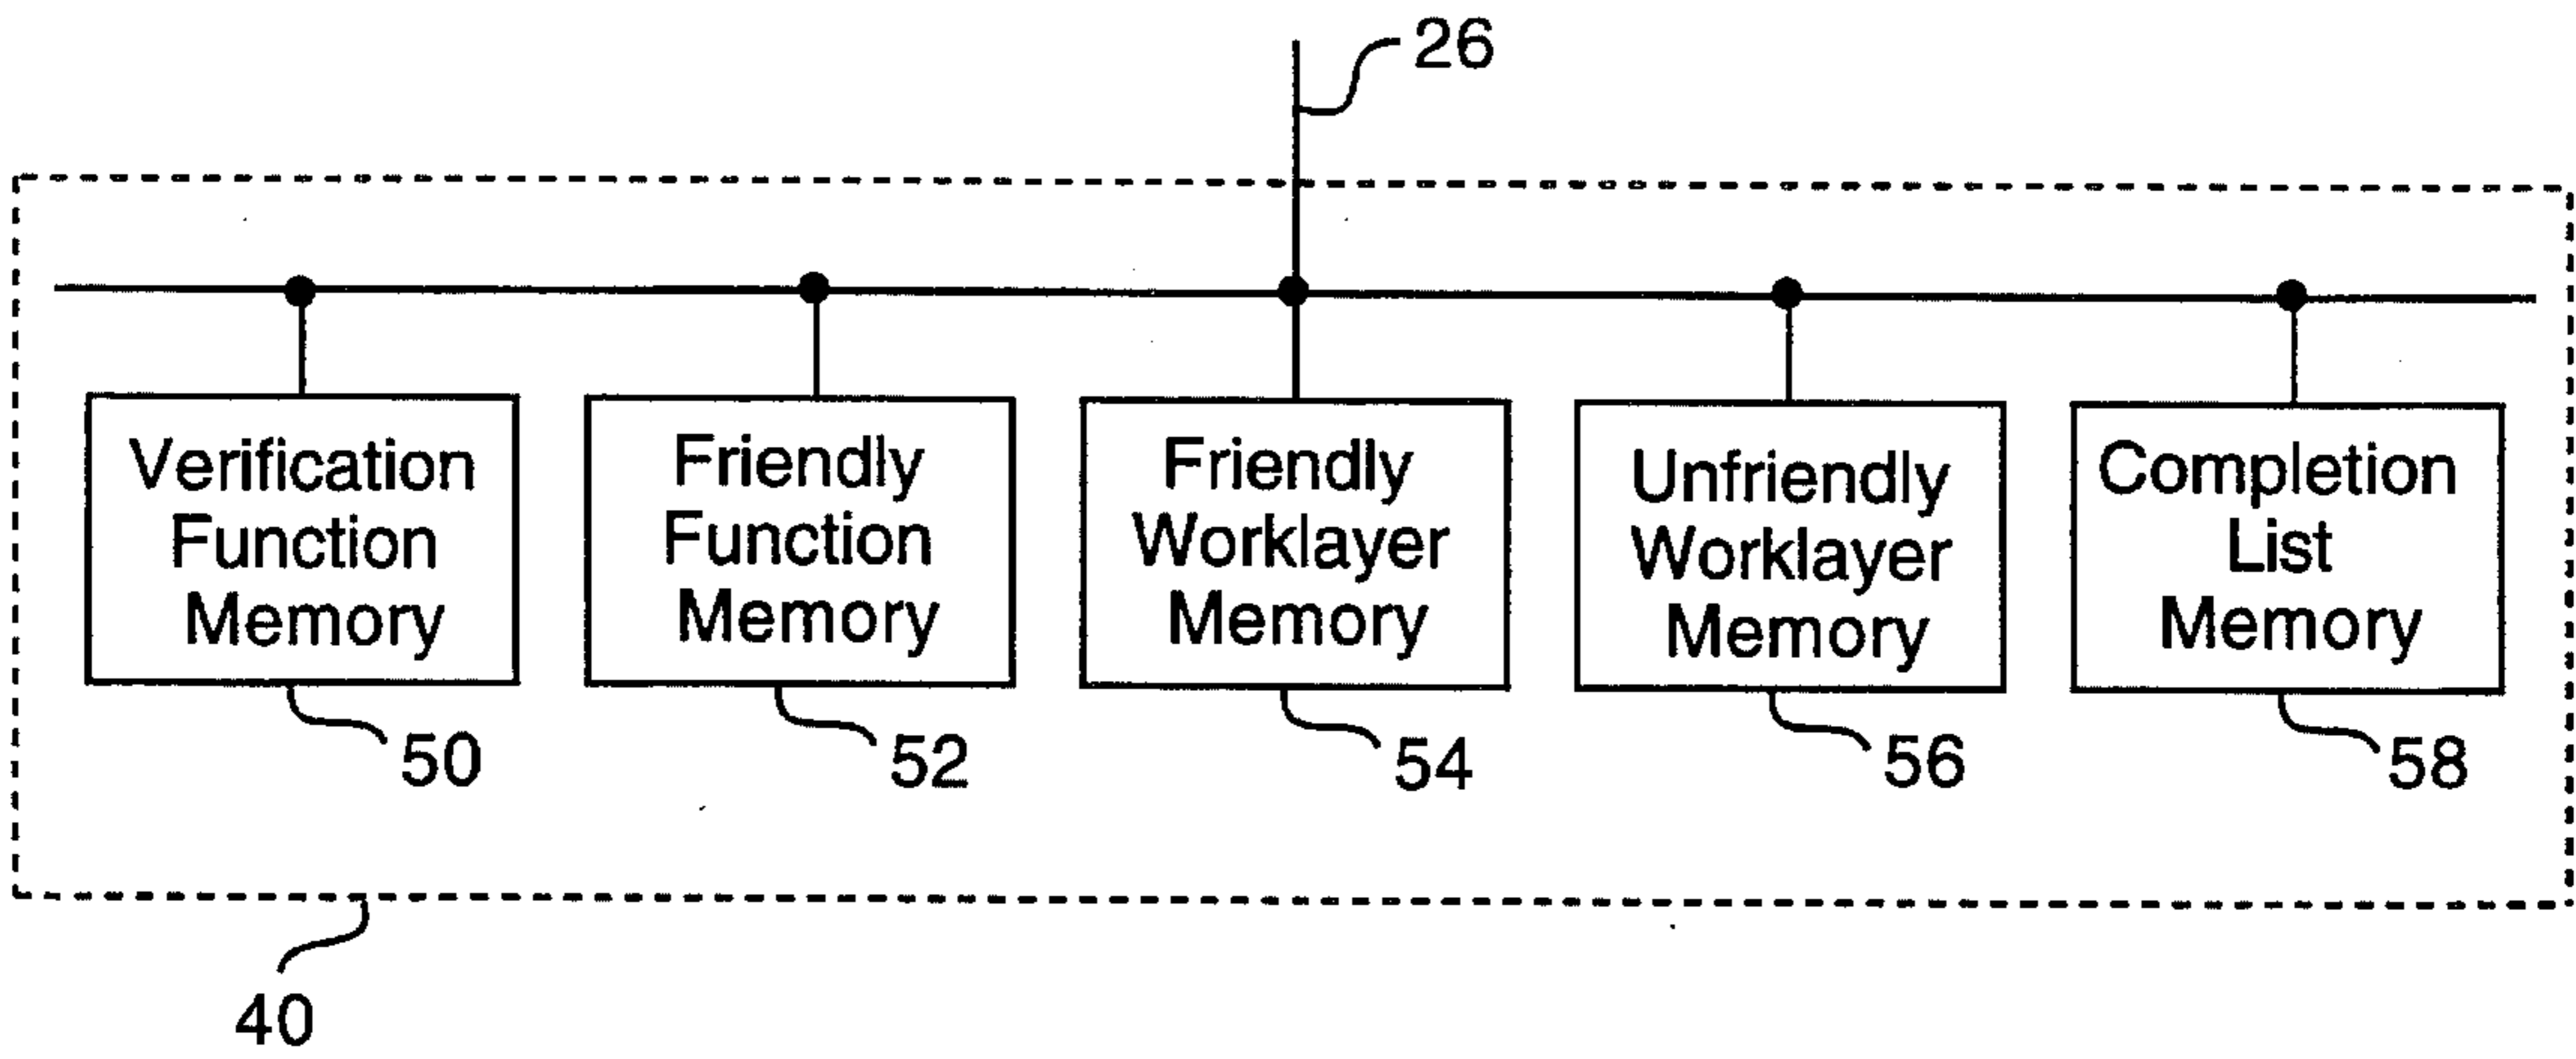 26
Verification
Function
Memory
Friendly
Function
Memory
Friendly
Worklayer
Memory
Unfriendly
Worklayer
Memory
Completion
List
Memory
50
52
54
56
58
40